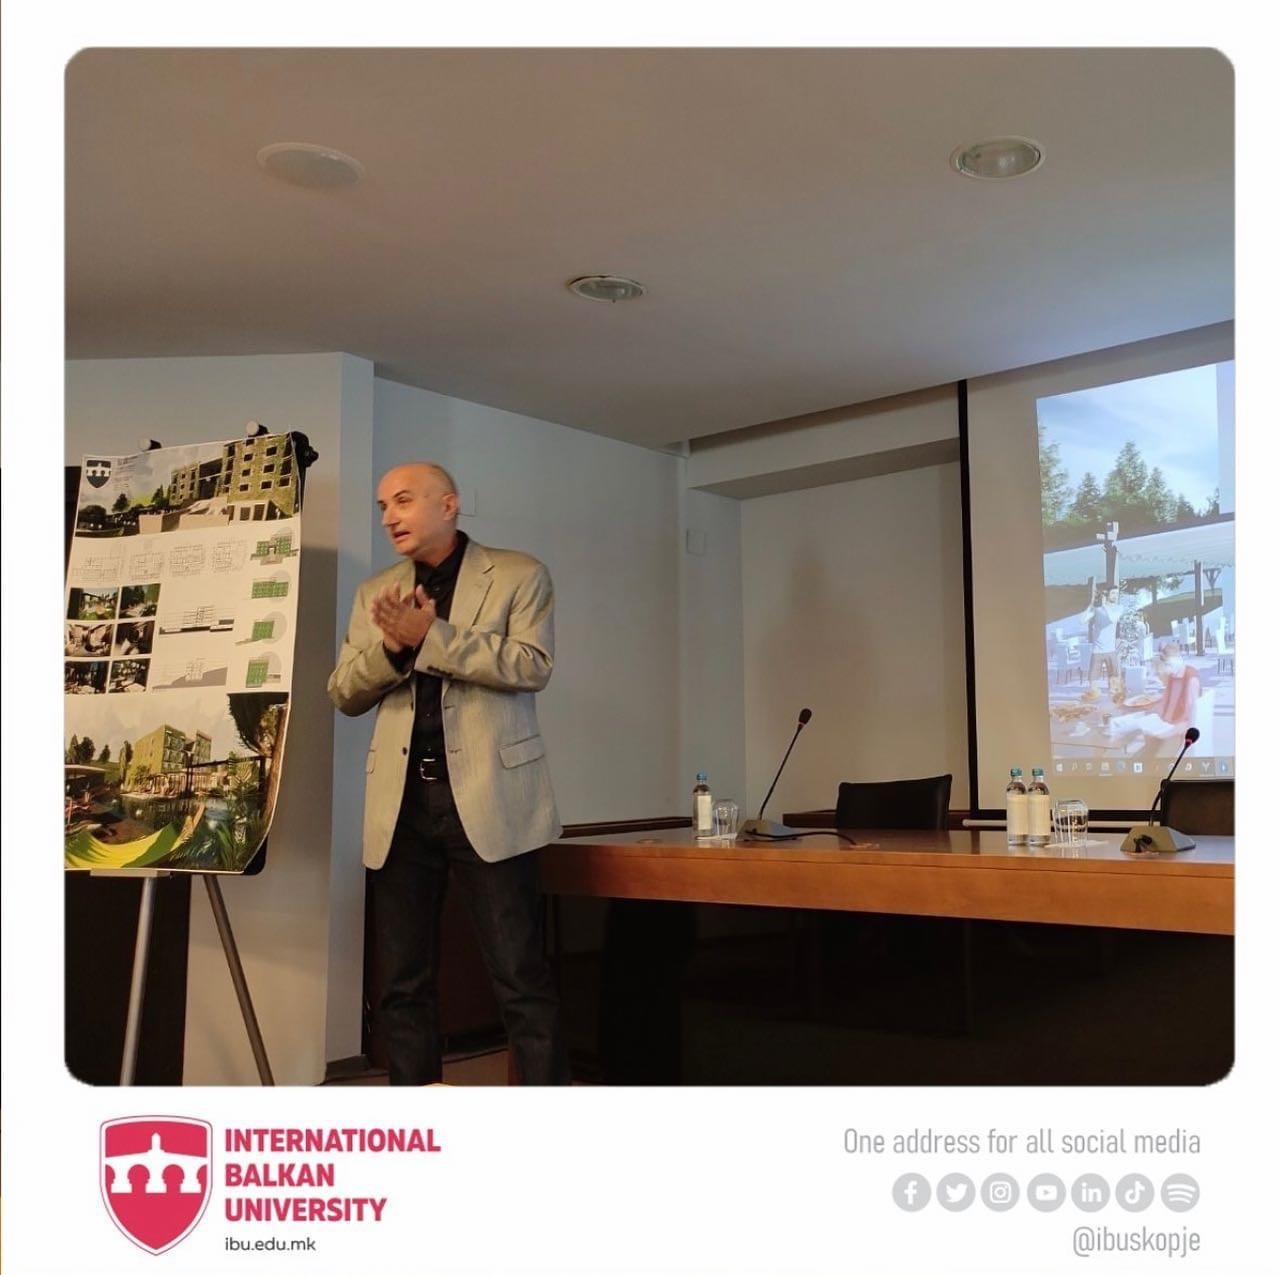 INTERNATIONAL
BALKAN
UNIVERSITY
ibu.edu.mk
One address for all social media
@ibuskopje